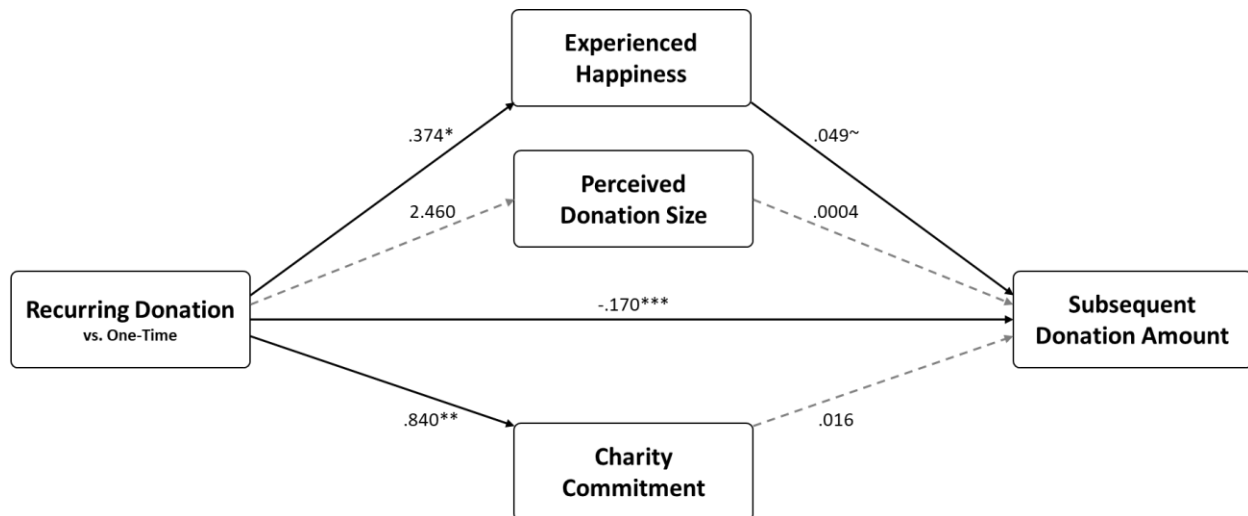 Experienced
Happiness
.374*
.049~
Perceived
Donation Size
2.460
.0004
Recurring Donation
vs. One-Time
-.170***
Subsequent
Donation Amount
.840**
.016
Charity
Commitment